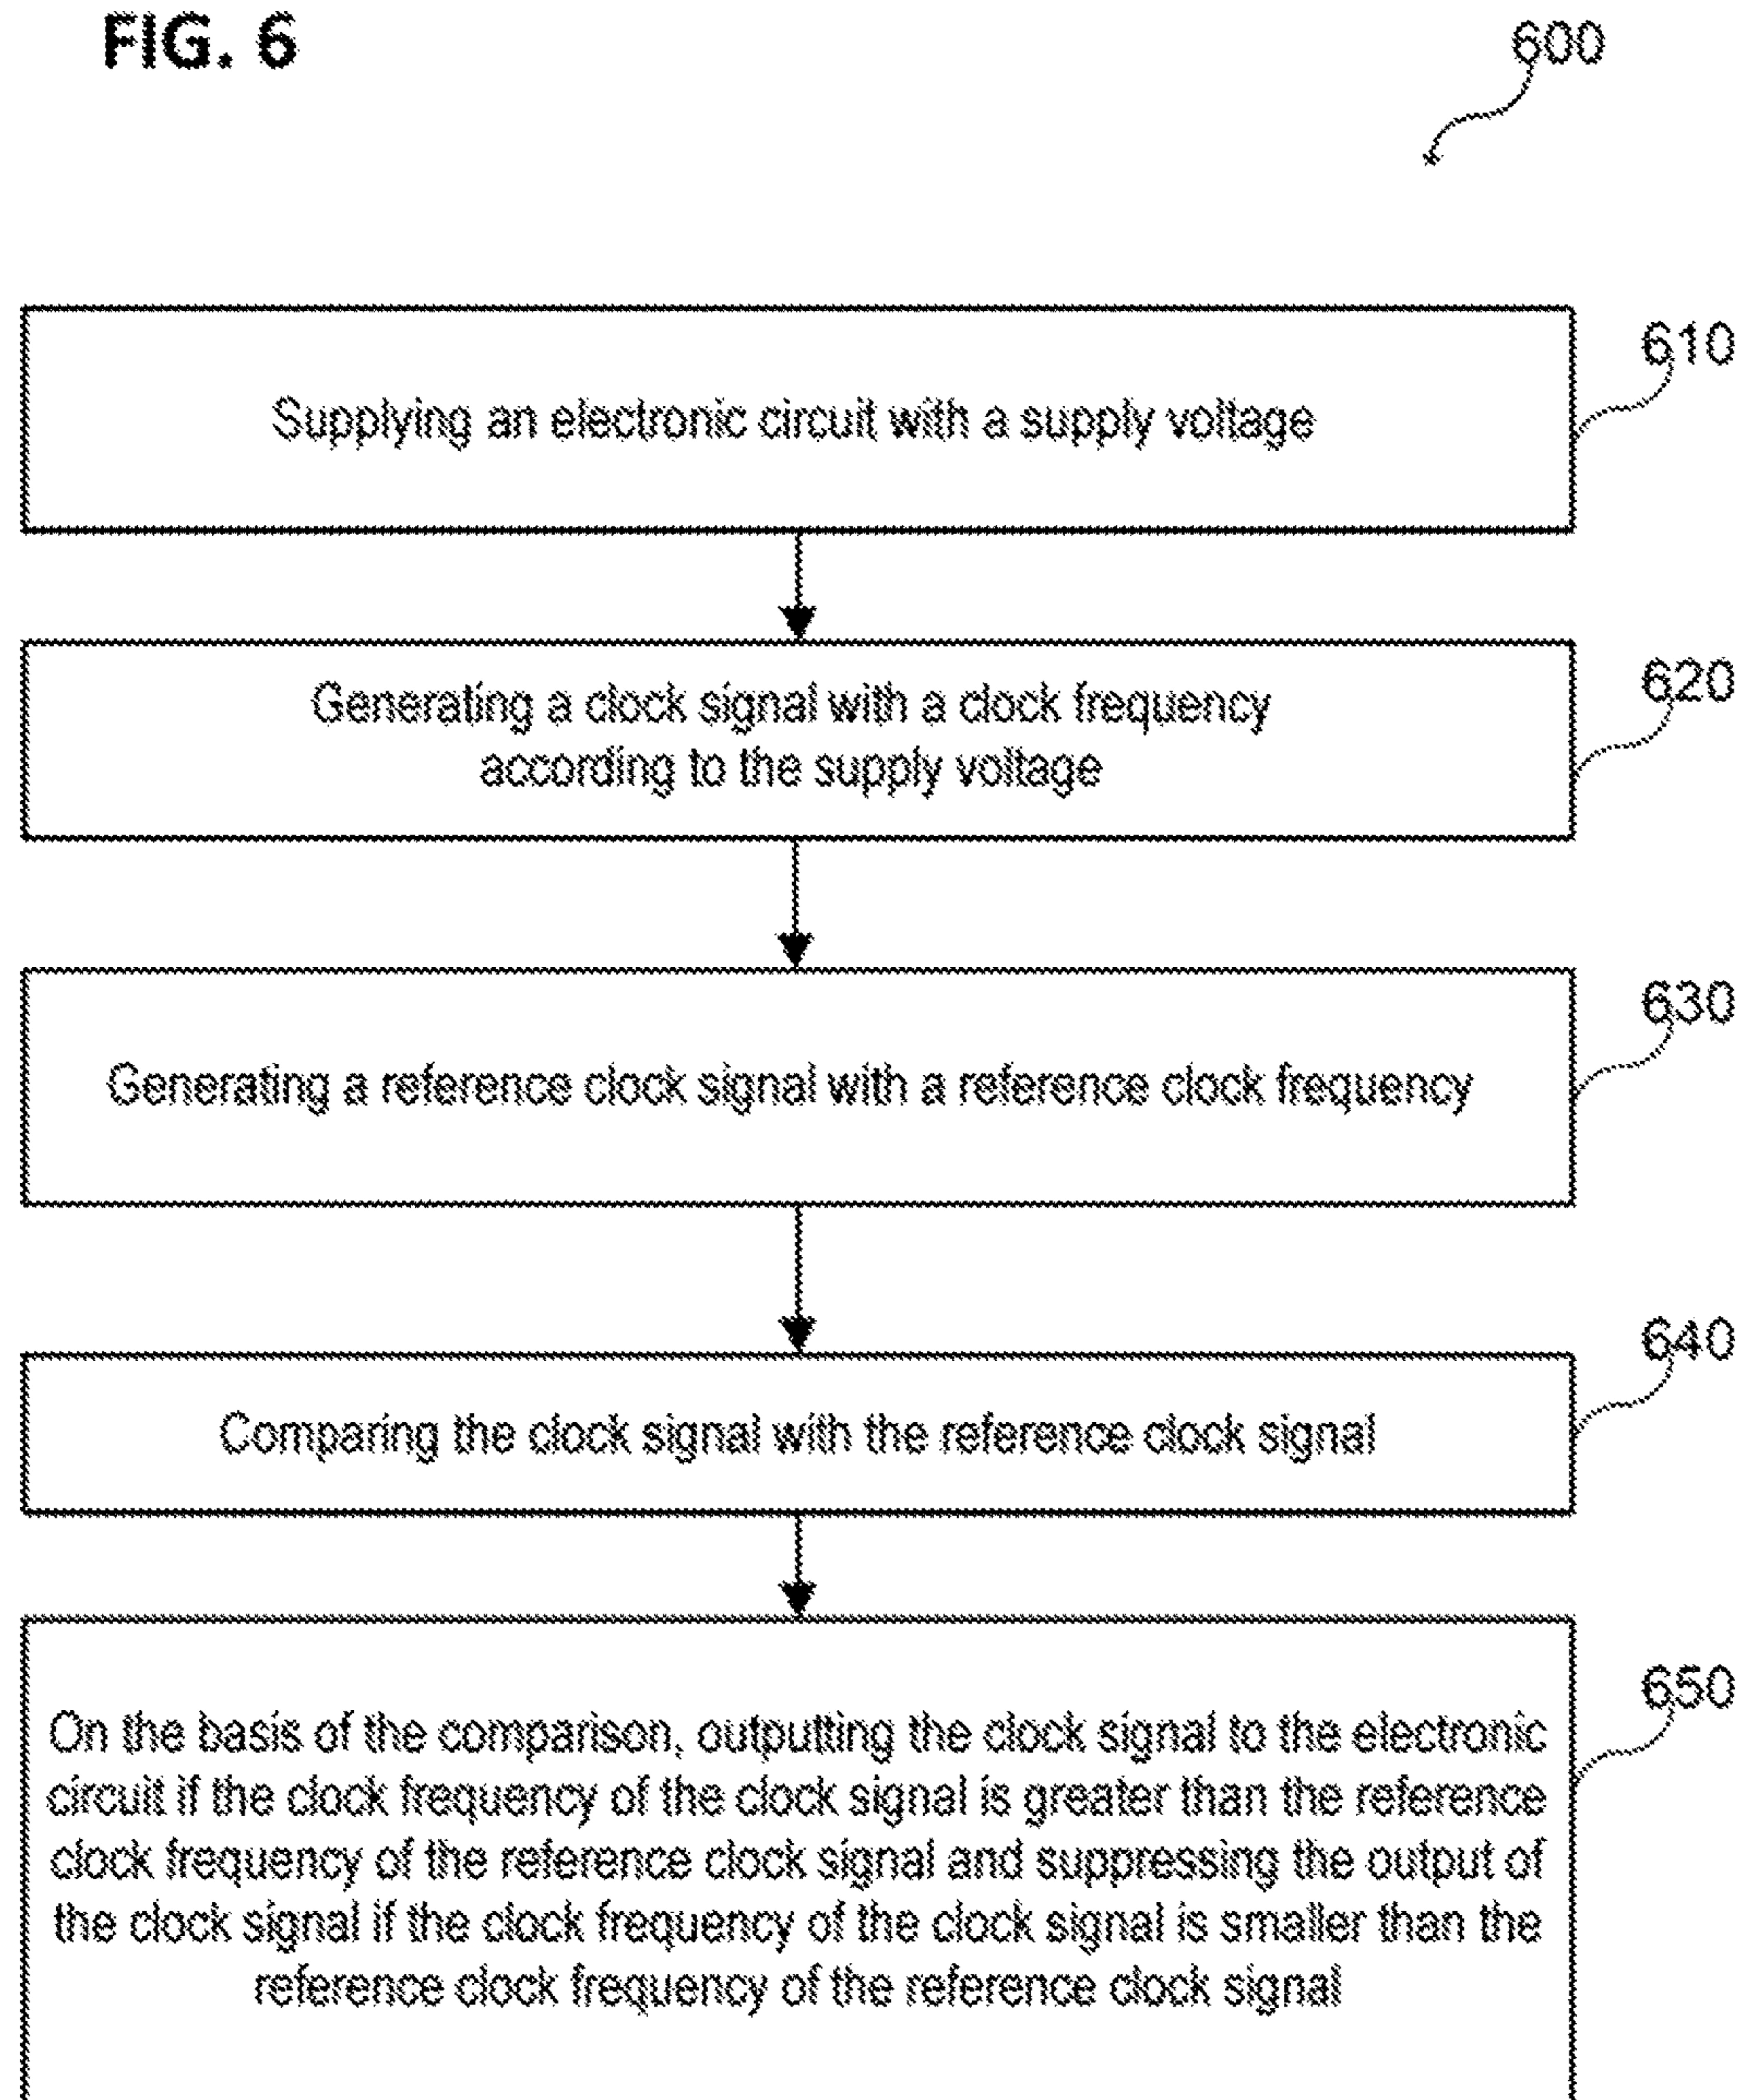 FIG. 6
600
610
Supplying an electronic circuit with a supply voltage
620
Generating a clock signal with a clock frequency
according to the supply voltage
630
Generating a reference clock signal with a reference clock frequency
640
Comparing the clock signal with the reference clock signal
650
On the basis of the comparison, outputting the clock signal to the electronic
circuit if the clock frequency of the clock signal is greater than the reference
clock frequency of the reference clock signal and suppressing the output of
the clock signal if the clock frequency of the clock signal is smaller than the
reference clock frequency of the reference clock signal